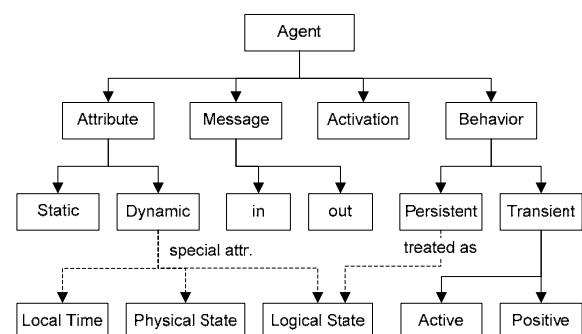 Agent
Attribute
Message
Activation
Behavior
Static
Dynamic
in
out
Persistent
Transient
special attr.
treated as
Local Time
Physical State
Logical State
Active
Positive